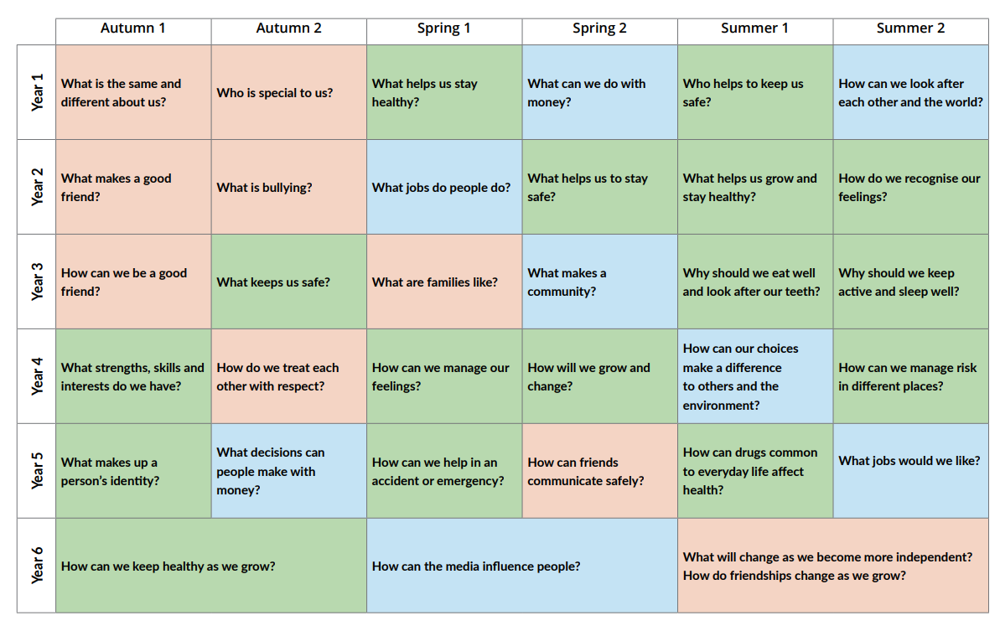 Autumn 1
Autumn 2
Spring 1
Spring 2
Summer 1
Summer 2
Year 1
What is the same and
different about us?
Who is special to us?
What helps us stay
healthy?
What can we do with
money?
Who helps to keep us
safe?
How can we look after
each other and the world?
Year 2
What makes a good
friend?
What is bullying?
What jobs do people do?
What helps us to stay
safe?
What helps us grow and
stay healthy?
How do we recognise our
feelings?
Year 3
How can we be a good
friend?
What keeps us safe?
What are families like?
What makes a
community?
Why should we eat well
and look after our teeth?
Why should we keep
active and sleep well?
Year 4
What strengths, skills and
interests do we have?
How do we treat each
other with respect?
How can we manage our
feelings?
How will we grow and
change?
How can our choices
make a difference
to others and the
environment?
How can we manage risk
in different places?
Year 5
What makes up a
person’s identity?
What decisions can
people make with
money?
How can we help in an
accident or emergency?
How can friends
communicate safely?
How can drugs common
to everyday life affect
health?
What jobs would we like?
Year 6
How can we keep healthy as we grow?
How can the media influence people?
What will change as we become more independent?
How do friendships change as we grow?